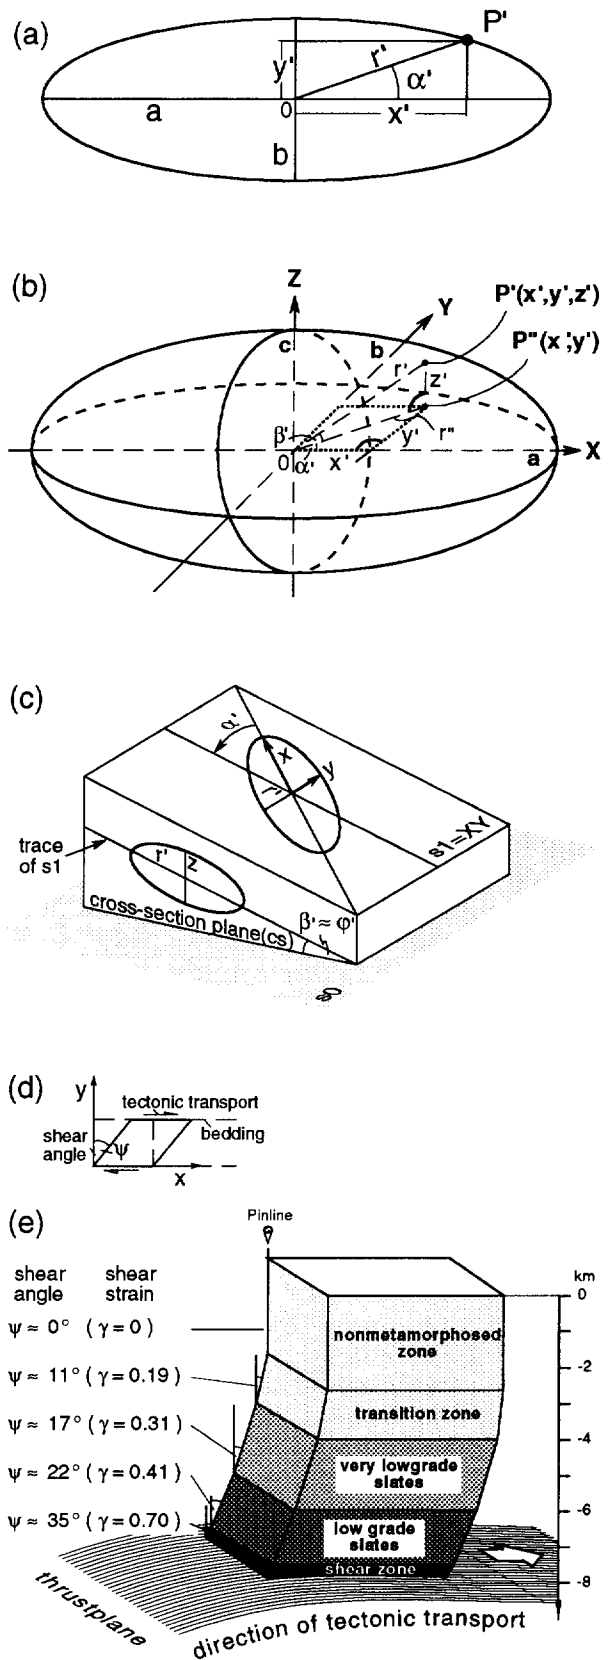 (a)
P'
y'
r'
α'
0
a
x'
b
(b)
Z
Y
P'(x',y',z')
c
b
P"(x',y')
r'
z'
β'
y'
r"
0
α'
x'
a
X
(c)
α'
x
y
r'
s1=XY
trace
of s1
r'
z
cross-section plane(cs)
β'≈ φ'
s0
(d)
y
tectonic transport
bedding
shear
angle
ψ
x
(e)
Pinline
shear shear
angle strain
km
0
ψ ≈ 0° ( γ = 0 )
nonmetamorphosed
zone
-2
ψ ≈ 11° ( γ = 0.19 )
transition zone
ψ ≈ 17° ( γ = 0.31 )
-4
very lowgrade
slates
ψ ≈ 22° ( γ = 0.41 )
-6
ψ ≈ 35° ( γ = 0.70 )
low grade
slates
shear zone
-8
thrustplane
direction of tectonic transport